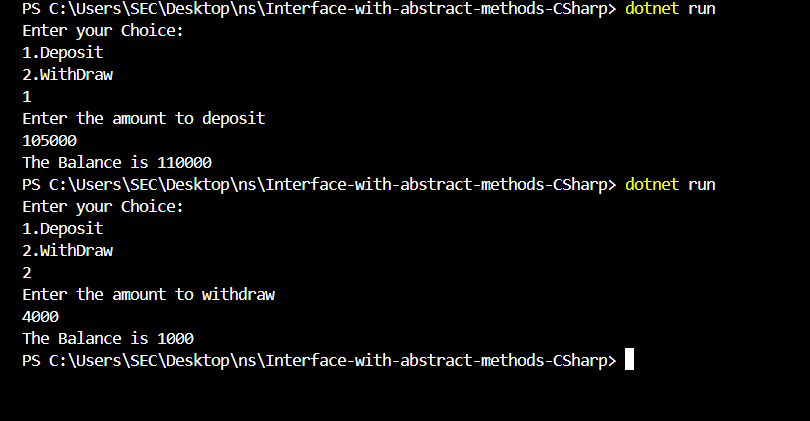 PS C:\Users\SEC\Desktop\ns\Interface-with-abstract-methods-CSharp> dotnet run
Enter your Choice:
1.Deposit
2.WithDraw
1
Enter the amount to deposit
105000
The Balance is 110000
PS C:\Users\SEC\Desktop\ns\Interface-with-abstract-methods-CSharp> dotnet run
Enter your Choice:
1.Deposit
2.WithDraw
2
Enter the amount to withdraw
4000
The Balance is 1000
PS C:\Users\SEC\Desktop\ns\Interface-with-abstract-methods-CSharp>